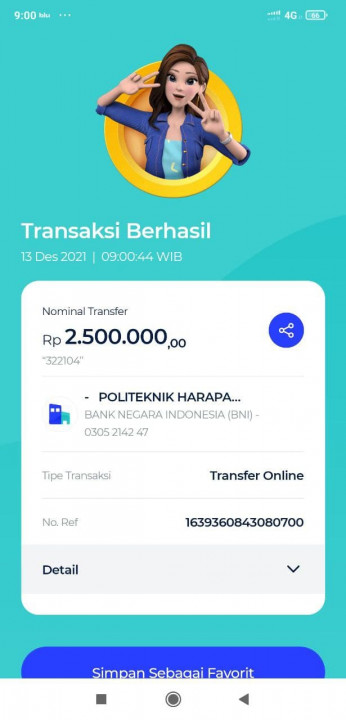 9:00
4G
66
Transaksi Berhasil
13 Des 2021 | 09:00:44 WIB
Nominal Transfer
Rp 2.500.000,00
"322104"
- POLITEKNIK HARAPA...
BANK NEGARA INDONESIA (BNI) -
0305 2142 47
Tipe Transaksi Transfer Online
No. Ref 1639360843080700
Detail
Simpan Sebagai Favorit